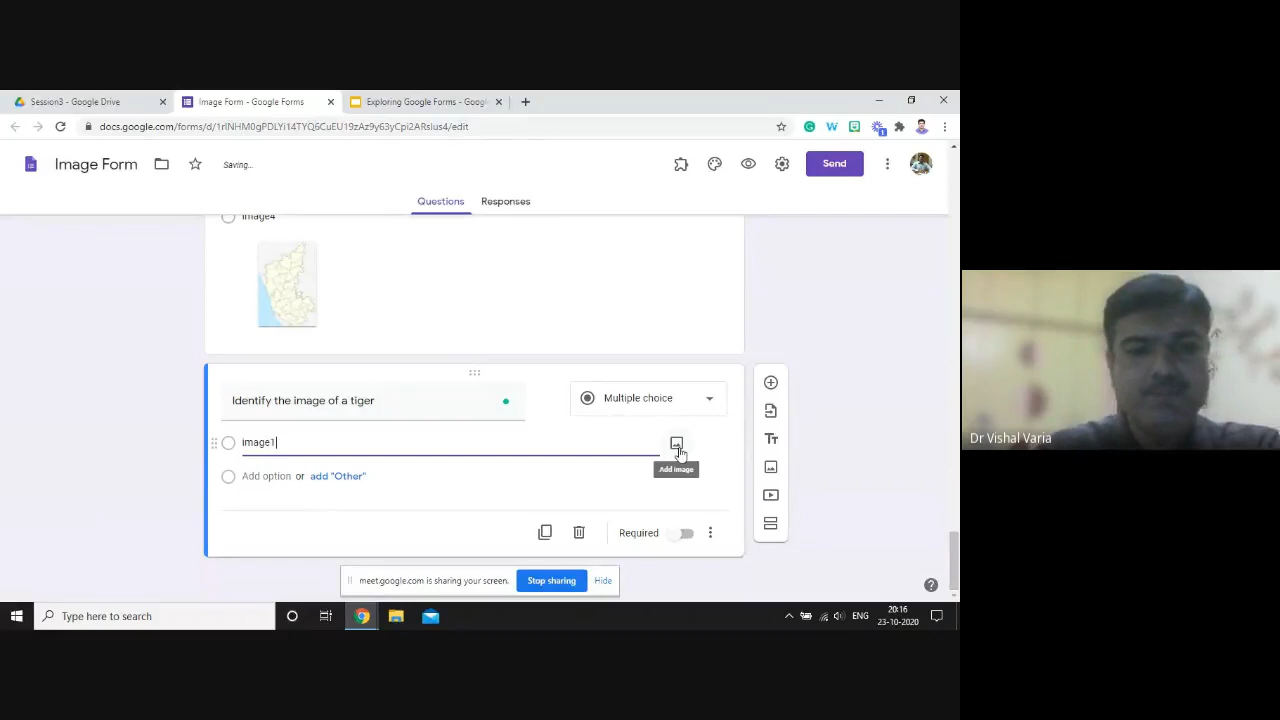 Session3 - Google Drive
Image Form - Google Forms
Exploring Google Forms - Googl
docs.google.com/forms/d/1rINHM0gPDLYi14TYQ6CuEU19zAz9y63yCpi2ARslus4/edit
Image Form
Saving...
Send
Questions
Responses
image4
Identify the image of a tiger
Multiple choice
image1
Add image
Add option or add "Other"
Required
Dr Vishal Varia
meet.google.com is sharing your screen.
Stop sharing
Hide
Type here to search
ENG
20:16
23-10-2020